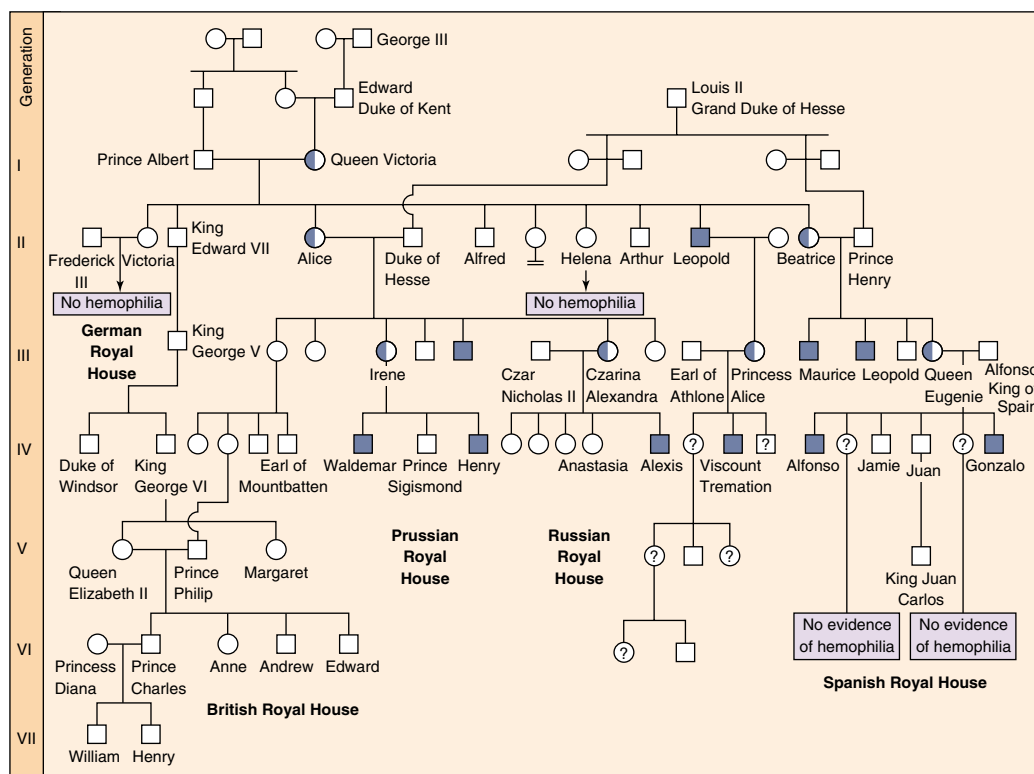 Generation
George III
Edward
Duke of Kent
Louis II
Grand Duke of Hesse
I
Prince Albert
Queen Victoria
II
King
Edward VII
Frederick
III
Victoria
Alice
Duke of
Hesse
Alfred
Helena
Arthur
Leopold
Beatrice
Prince
Henry
No hemophilia
No hemophilia
German
Royal
House
III
King
George V
Irene
Czar
Nicholas II
Czarina
Alexandra
Earl of
Athlone
Princess
Alice
Maurice
Leopold
Queen
Eugenie
Alfonso
King of
Spain
IV
?
?
?
?
Duke of
Windsor
King
George VI
Earl of
Mountbatten
Waldemar
Prince
Sigismond
Henry
Anastasia
Alexis
Viscount
Tremation
Alfonso
Jamie
Juan
Gonzalo
Prussian
Royal
House
Russian
Royal
House
V
?
?
Queen
Elizabeth II
Prince
Philip
Margaret
King Juan
Carlos
VI
?
No evidence
of hemophilia
No evidence
of hemophilia
Princess
Diana
Prince
Charles
Anne
Andrew
Edward
Spanish Royal House
British Royal House
VII
William
Henry